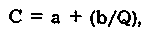 C = a + (b/Q),